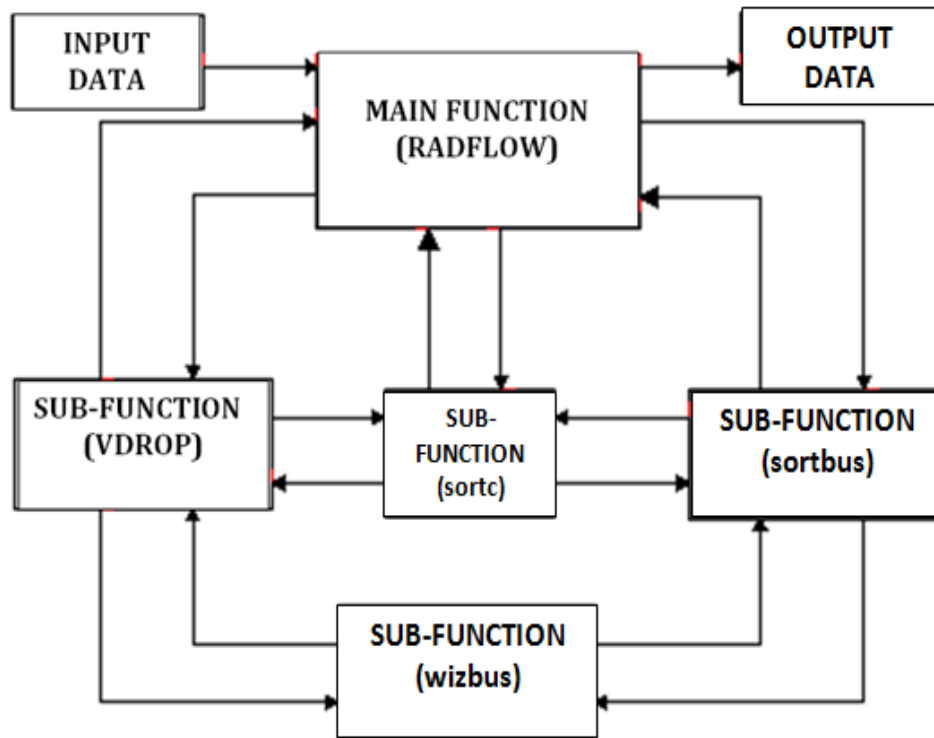 INPUT
DATA
OUTPUT
DATA
MAIN FUNCTION
(RADFLOW)
SUB-FUNCTION
(VDROP)
SUB-
FUNCTION
(sortc)
SUB-FUNCTION
(sortbus)
SUB-FUNCTION
(wizbus)